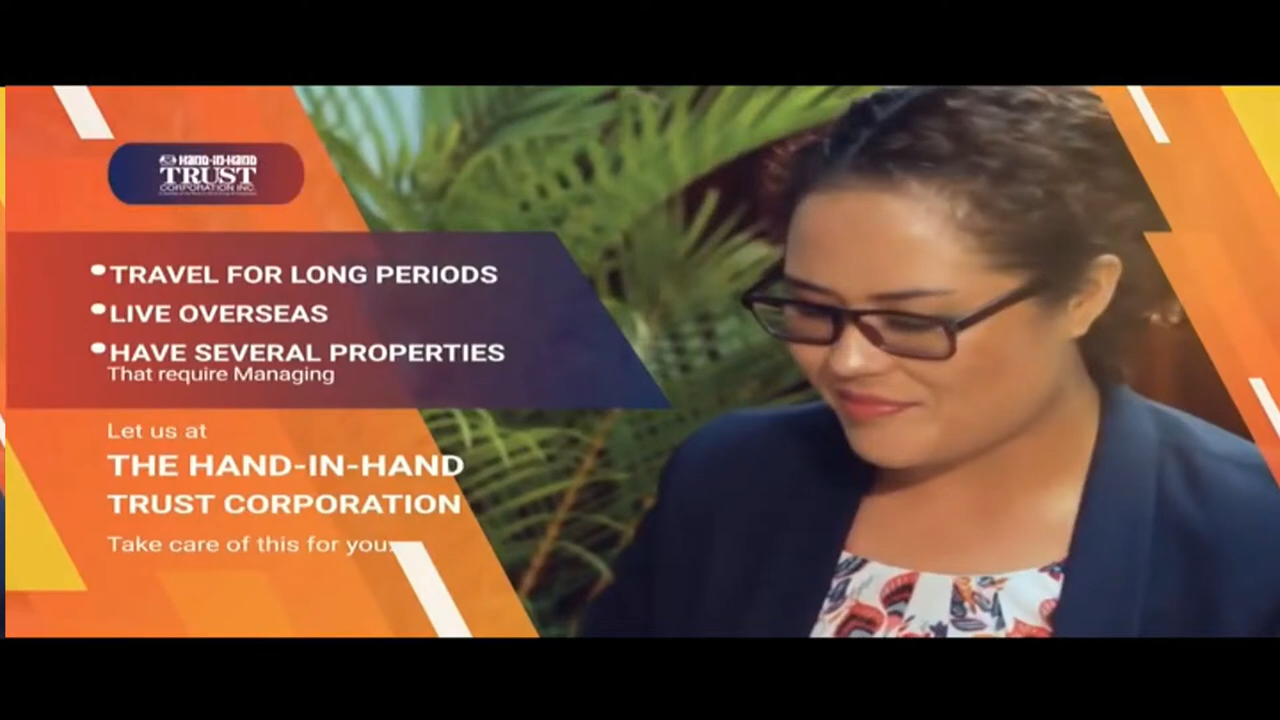 HAND-IN-HAND
TRUST
CORPORATION INC.
•TRAVEL FOR LONG PERIODS
•LIVE OVERSEAS
•HAVE SEVERAL PROPERTIES
That require Managing
Let us at
THE HAND-IN-HAND
TRUST CORPORATION
Take care of this for you.